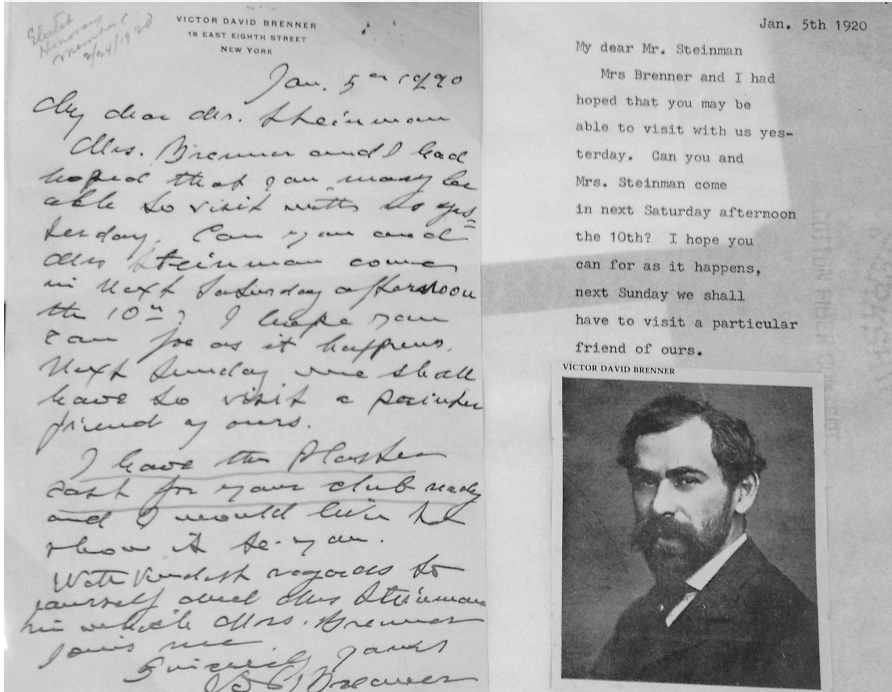 Elected
Honorary
Member
2/24/1920
VICTOR DAVID BRENNER
18 EAST EIGHTH STREET
NEW YORK
Jan. 5th 1920
My dear Mr. Steinman
Mrs. Brenner and I had
hoped that you may be
able to visit with us yes-
terday. Can you and
Mrs Steinman come
in next Saturday afternoon
the 10th? I hope you
can for as it happens,
Next Sunday we shall
have to visit a
friend of ours.
I have the Plaster
cast for your club ready
and I would like to
show it to you.
With kindest regards to
yourself and Mrs Steinman
in which Mrs. Brenner
joins me
Sincerely yours
V D Brenner
Jan. 5th 1920
My dear Mr. Steinman
Mrs Brenner and I had
hoped that you may be
able to visit with us yes-
terday. Can you and
Mrs. Steinman come
in next Saturday afternoon
the 10th? I hope you
can for as it happens,
next Sunday we shall
have to visit a particular
friend of ours.
VICTOR DAVID BRENNER